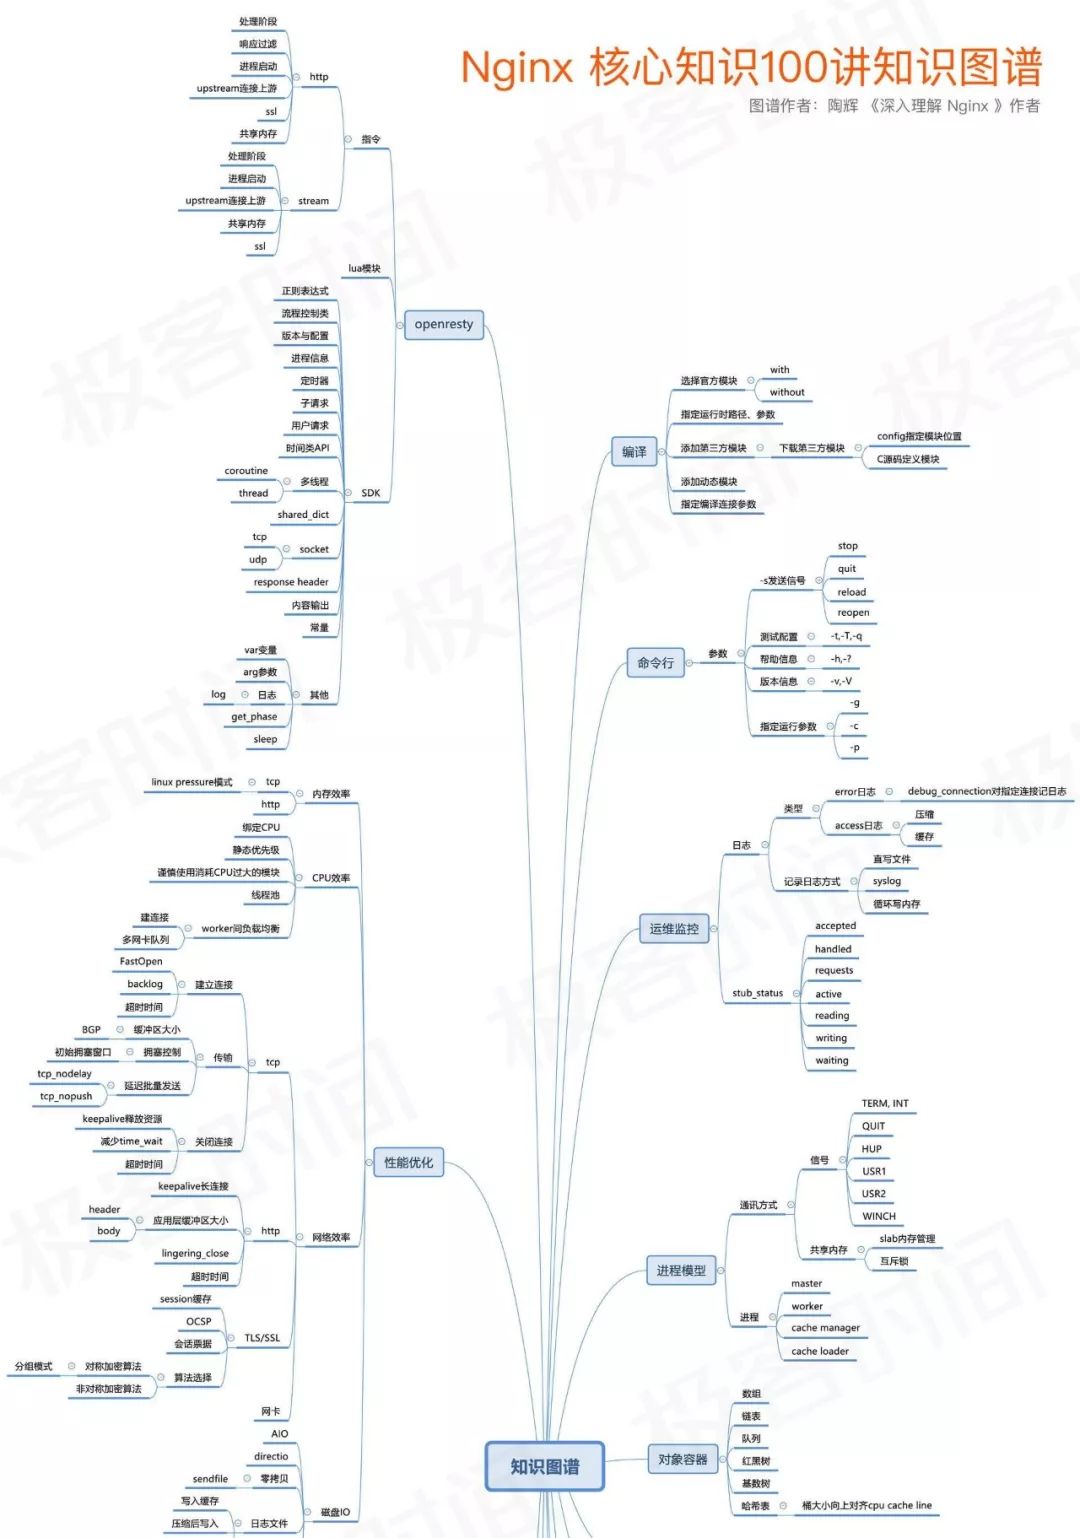 Nginx 核心知识100讲知识图谱
图谱作者：陶辉 《深入理解 Nginx 》作者
处理阶段
响应过滤
进程启动
upstream连接上游
ssl
共享内存
http
处理阶段
进程启动
upstream连接上游
共享内存
ssl
stream
指令
lua模块
正则表达式
流程控制类
版本与配置
进程信息
定时器
子请求
用户请求
时间类API
coroutine
thread
多线程
shared_dict
tcp
udp
socket
response header
内容输出
常量
SDK
var变量
arg参数
log
日志
get_phase
sleep
其他
openresty
linux pressure模式
tcp
http
内存效率
绑定CPU
静态优先级
谨慎使用消耗CPU过大的模块
线程池
建连接
多网卡队列
worker间负载均衡
CPU效率
FastOpen
backlog
超时时间
建立连接
BGP
缓冲区大小
初始拥塞窗口
拥塞控制
tcp_nodelay
tcp_nopush
延迟批量发送
传输
keepalive释放资源
减少time_wait
超时时间
关闭连接
tcp
keepalive长连接
header
body
应用层缓冲区大小
lingering_close
超时时间
http
session缓存
OCSP
会话票据
分组模式
对称加密算法
非对称加密算法
算法选择
TLS/SSL
网卡
网络效率
AIO
directio
sendfile
零拷贝
写入缓存
压缩后写入
日志文件
磁盘IO
性能优化
知识图谱
编译
选择官方模块
with
without
指定运行时路径、参数
添加第三方模块
下载第三方模块
config指定模块位置
C源码定义模块
添加动态模块
指定编译连接参数
命令行
参数
-s发送信号
stop
quit
reload
reopen
测试配置
-t,-T,-q
帮助信息
-h,-?
版本信息
-v,-V
指定运行参数
-g
-c
-p
运维监控
日志
类型
error日志
debug_connection对指定连接记日志
access日志
压缩
缓存
记录日志方式
直写文件
syslog
循环写内存
stub_status
accepted
handled
requests
active
reading
writing
waiting
进程模型
通讯方式
信号
TERM, INT
QUIT
HUP
USR1
USR2
WINCH
共享内存
slab内存管理
互斥锁
进程
master
worker
cache manager
cache loader
对象容器
数组
链表
队列
红黑树
基数树
哈希表
桶大小向上对齐cpu cache line
极客时间
极客时间
极客时间
极客时间
极客时间
极客时间
极客时间
极客时间